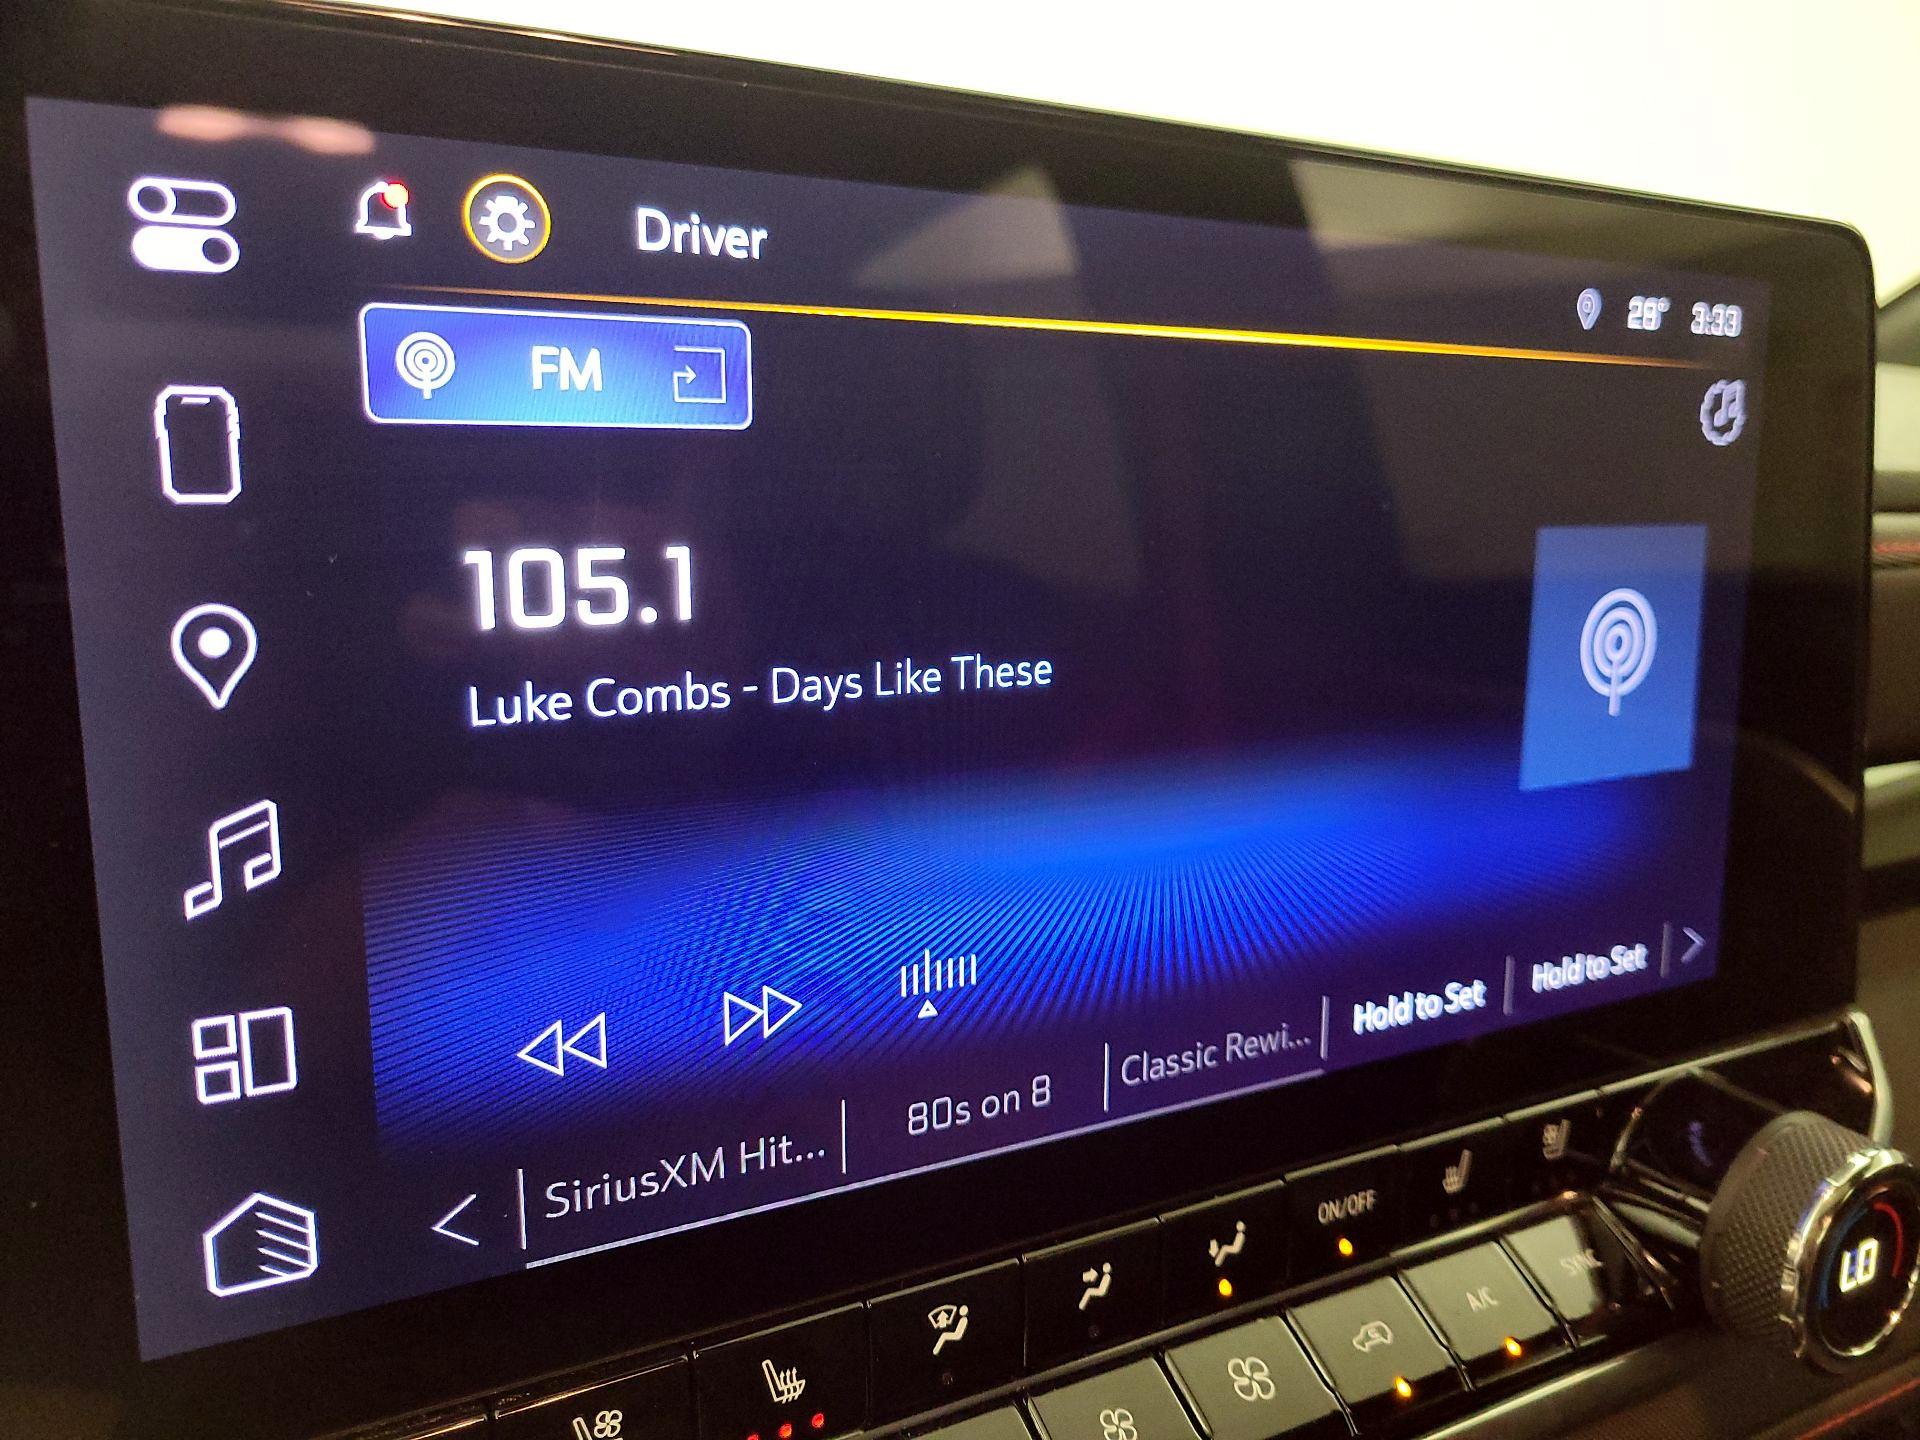 Driver
28° 3:33
FM
105.1
Luke Combs - Days Like These
SiriusXM Hit... 80s on 8 Classic Rewi... Hold to Set Hold to Set
ON/OFF
A/C SYNC
LO